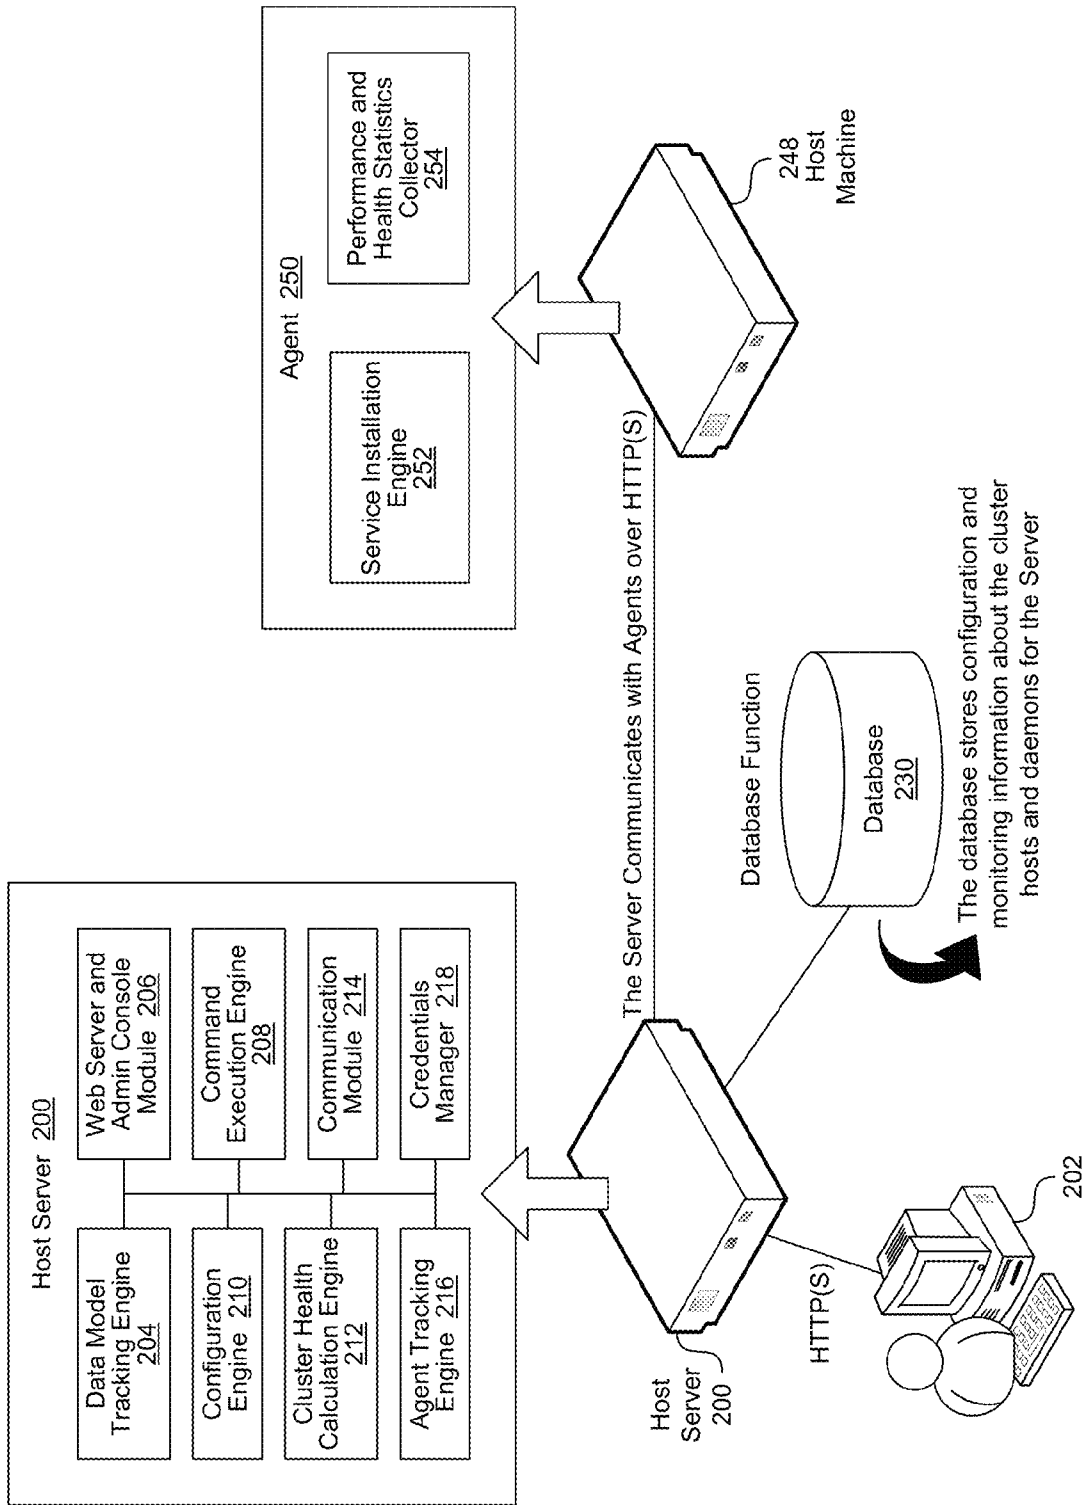 Host Server 200
Data Model
Tracking Engine
204
Web Server and
Admin Console
Module 206
Configuration
Engine 210
Command
Execution Engine
208
Cluster Health
Calculation Engine
212
Communication
Module 214
Agent Tracking
Engine 216
Credentials
Manager 218
Agent 250
Service Installation
Engine
252
Performance and
Health Statistics
Collector
254
Host
Server
200
The Server Communicates with Agents over HTTP(S)
248
Host
Machine
HTTP(S)
202
Database Function
Database
230
The database stores configuration and
monitoring information about the cluster
hosts and daemons for the Server